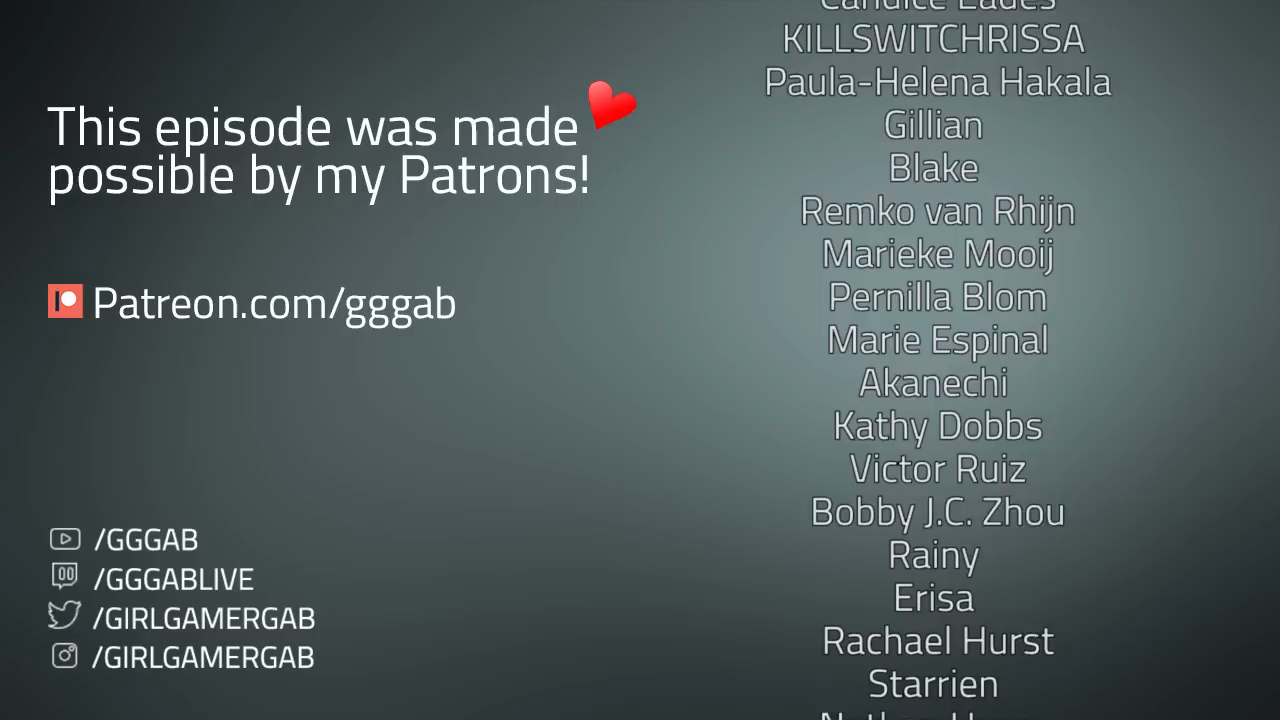 This episode was made
possible by my Patrons!
Patreon.com/gggab
/GGGAB
/GGGABLIVE
/GIRLGAMERGAB
/GIRLGAMERGAB
Candice Eades
KILLSWITCHRISSA
Paula-Helena Hakala
Gillian
Blake
Remko van Rhijn
Marieke Mooij
Pernilla Blom
Marie Espinal
Akanechi
Kathy Dobbs
Victor Ruiz
Bobby J.C. Zhou
Rainy
Erisa
Rachael Hurst
Starrien